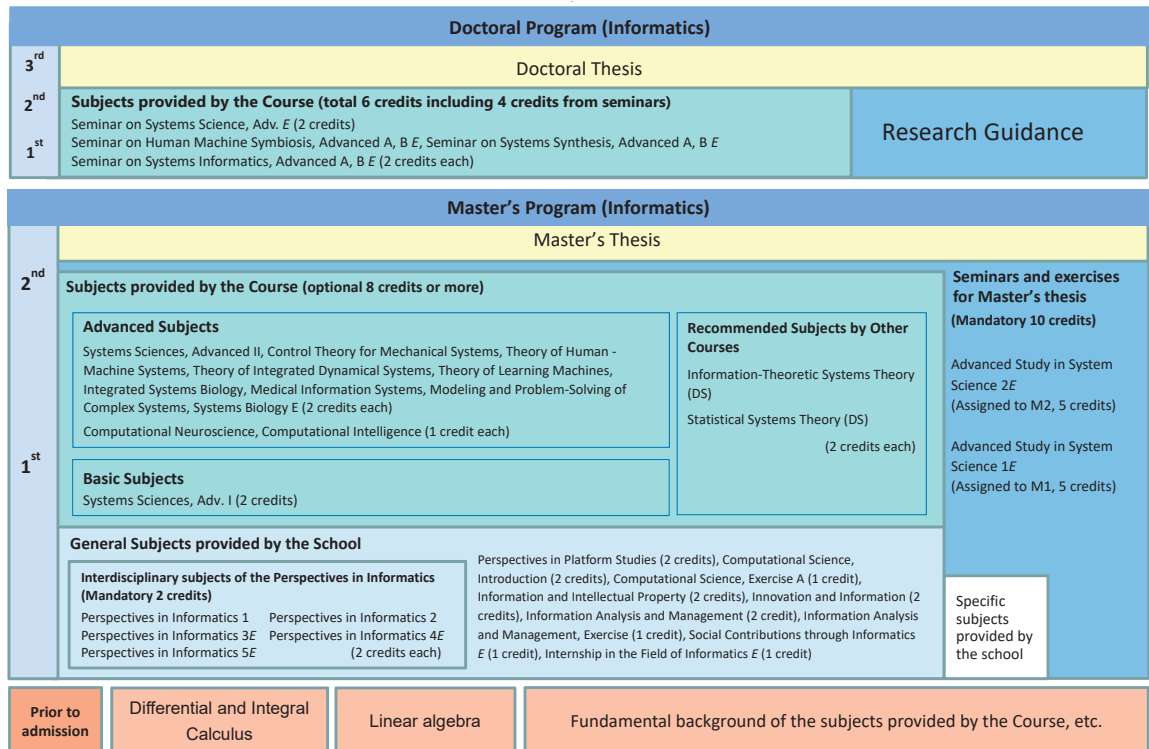 Doctoral Program (Informatics)
3rd
Doctoral Thesis
2nd
1st
Subjects provided by the Course (total 6 credits including 4 credits from seminars)
Seminar on Systems Science, Adv. E (2 credits)
Seminar on Human Machine Symbiosis, Advanced A, B E, Seminar on Systems Synthesis, Advanced A, B E
Seminar on Systems Informatics, Advanced A, B E (2 credits each)
Research Guidance
Master's Program (Informatics)
Master's Thesis
2nd
1st
Subjects provided by the Course (optional 8 credits or more)
Advanced Subjects
Systems Sciences, Advanced II, Control Theory for Mechanical Systems, Theory of Human -
Machine Systems, Theory of Integrated Dynamical Systems, Theory of Learning Machines,
Integrated Systems Biology, Medical Information Systems, Modeling and Problem-Solving of
Complex Systems, Systems Biology E (2 credits each)
Computational Neuroscience, Computational Intelligence (1 credit each)
Basic Subjects
Systems Sciences, Adv. I (2 credits)
Recommended Subjects by Other
Courses
Information-Theoretic Systems Theory
(DS)
Statistical Systems Theory (DS)
(2 credits each)
Seminars and exercises
for Master's thesis
(Mandatory 10 credits)
Advanced Study in System
Science 2E
(Assigned to M2, 5 credits)
Advanced Study in System
Science 1E
(Assigned to M1, 5 credits)
General Subjects provided by the School
Interdisciplinary subjects of the Perspectives in Informatics
(Mandatory 2 credits)
Perspectives in Informatics 1 Perspectives in Informatics 2
Perspectives in Informatics 3E Perspectives in Informatics 4E
Perspectives in Informatics 5E (2 credits each)
Perspectives in Platform Studies (2 credits), Computational Science,
Introduction (2 credits), Computational Science, Exercise A (1 credit),
Information and Intellectual Property (2 credits), Innovation and Information (2
credits), Information Analysis and Management (2 credit), Information Analysis
and Management, Exercise (1 credit), Social Contributions through Informatics
E (1 credit), Internship in the Field of Informatics E (1 credit)
Specific
subjects
provided by
the school
Prior to
admission
Differential and Integral
Calculus
Linear algebra
Fundamental background of the subjects provided by the Course, etc.